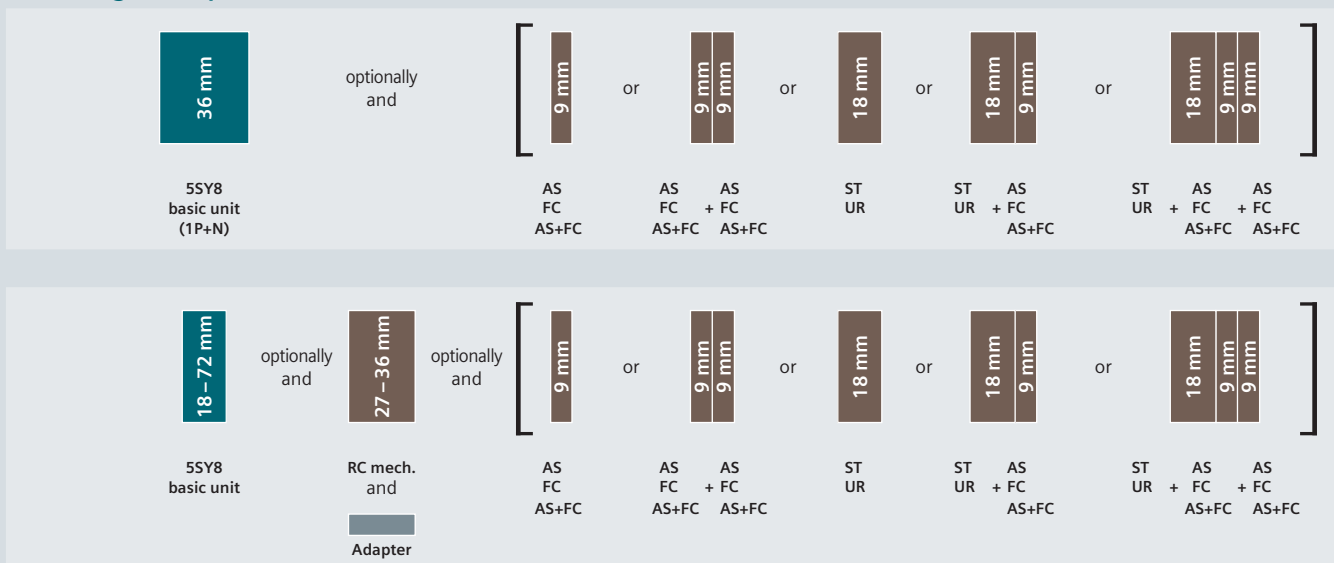 36 mm
optionally
and
9 mm
or
9 mm
9 mm
or
18 mm
or
18 mm
9 mm
or
18 mm
9 mm
9 mm
5SY8
basic unit
(1P+N)
AS
FC
AS+FC
AS AS
FC + FC
AS+FC AS+FC
ST
UR
ST AS
UR + FC
AS+FC
ST AS AS
UR + FC + FC
AS+FC AS+FC
18 – 72 mm
optionally
and
27 – 36 mm
optionally
and
9 mm
or
9 mm
9 mm
or
18 mm
or
18 mm
9 mm
or
18 mm
9 mm
9 mm
5SY8
basic unit
RC mech.
and
Adapter
AS
FC
AS+FC
AS AS
FC + FC
AS+FC AS+FC
ST
UR
ST AS
UR + FC
AS+FC
ST AS AS
UR + FC + FC
AS+FC AS+FC